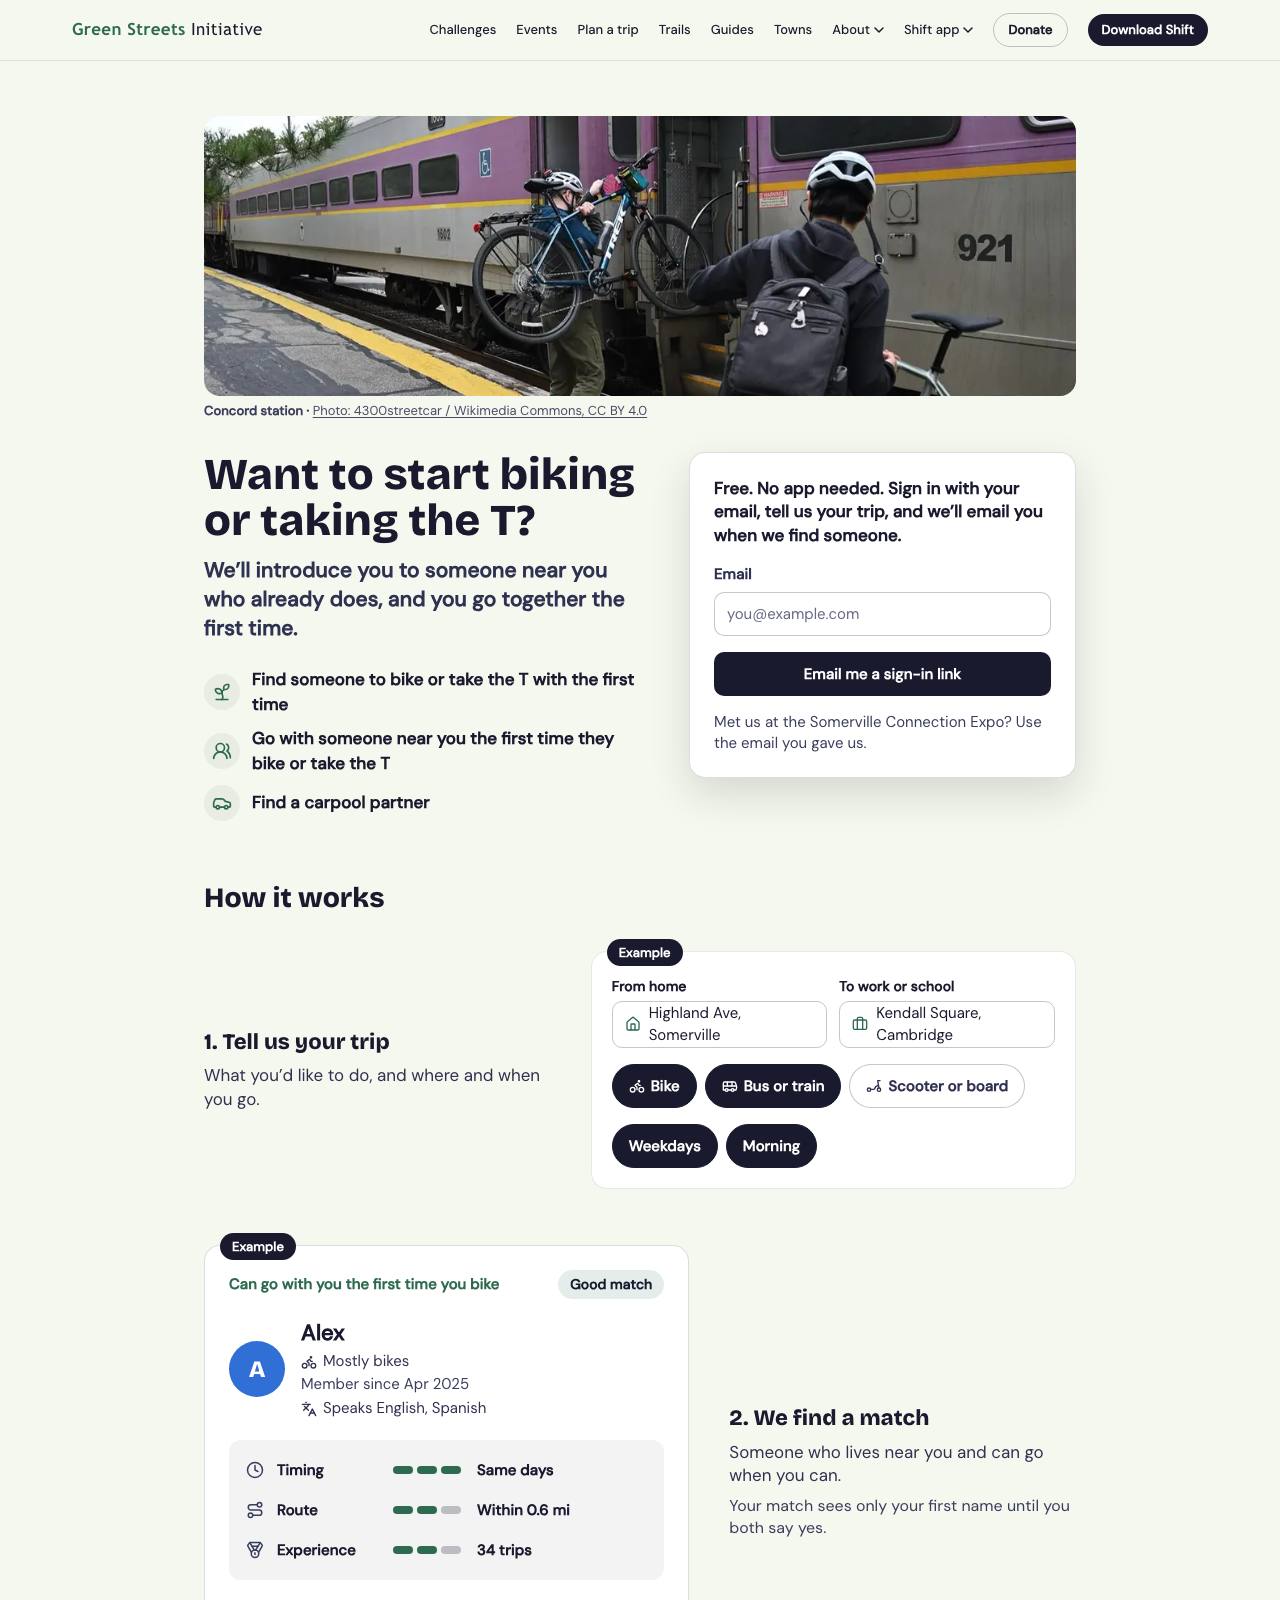 Green Streets Initiative
Challenges
Events
Plan a trip
Trails
Guides
Towns
About
Shift app
Donate
Download Shift
1602
TREK
921
Concord station · Photo: 4300streetcar / Wikimedia Commons, CC BY 4.0
Want to start biking
or taking the T?
We’ll introduce you to someone near you
who already does, and you go together the
first time.
Find someone to bike or take the T with the first
time
Go with someone near you the first time they
bike or take the T
Find a carpool partner
Free. No app needed. Sign in with your
email, tell us your trip, and we’ll email you
when we find someone.
Email
you@example.com
Email me a sign-in link
Met us at the Somerville Connection Expo? Use
the email you gave us.
How it works
1. Tell us your trip
What you’d like to do, and where and when
you go.
Example
From home
Highland Ave,
Somerville
To work or school
Kendall Square,
Cambridge
Bike
Bus or train
Scooter or board
Weekdays
Morning
Example
Can go with you the first time you bike
Good match
A
Alex
Mostly bikes
Member since Apr 2025
Speaks English, Spanish
Timing
Same days
Route
Within 0.6 mi
Experience
34 trips
2. We find a match
Someone who lives near you and can go
when you can.
Your match sees only your first name until you
both say yes.